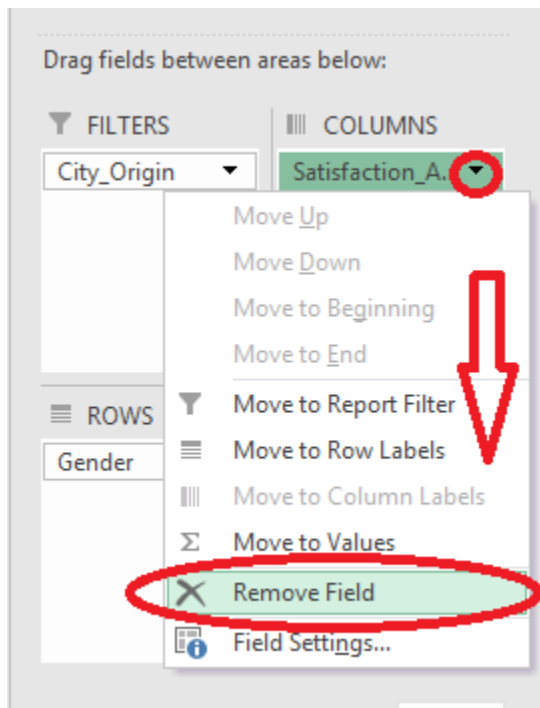 Drag fields between areas below:
FILTERS
COLUMNS
City_Origin
Satisfaction_A...
Move Up
Move Down
Move to Beginning
Move to End
Move to Report Filter
ROWS
Move to Row Labels
Gender
Move to Column Labels
Σ Move to Values
Remove Field
Field Settings...